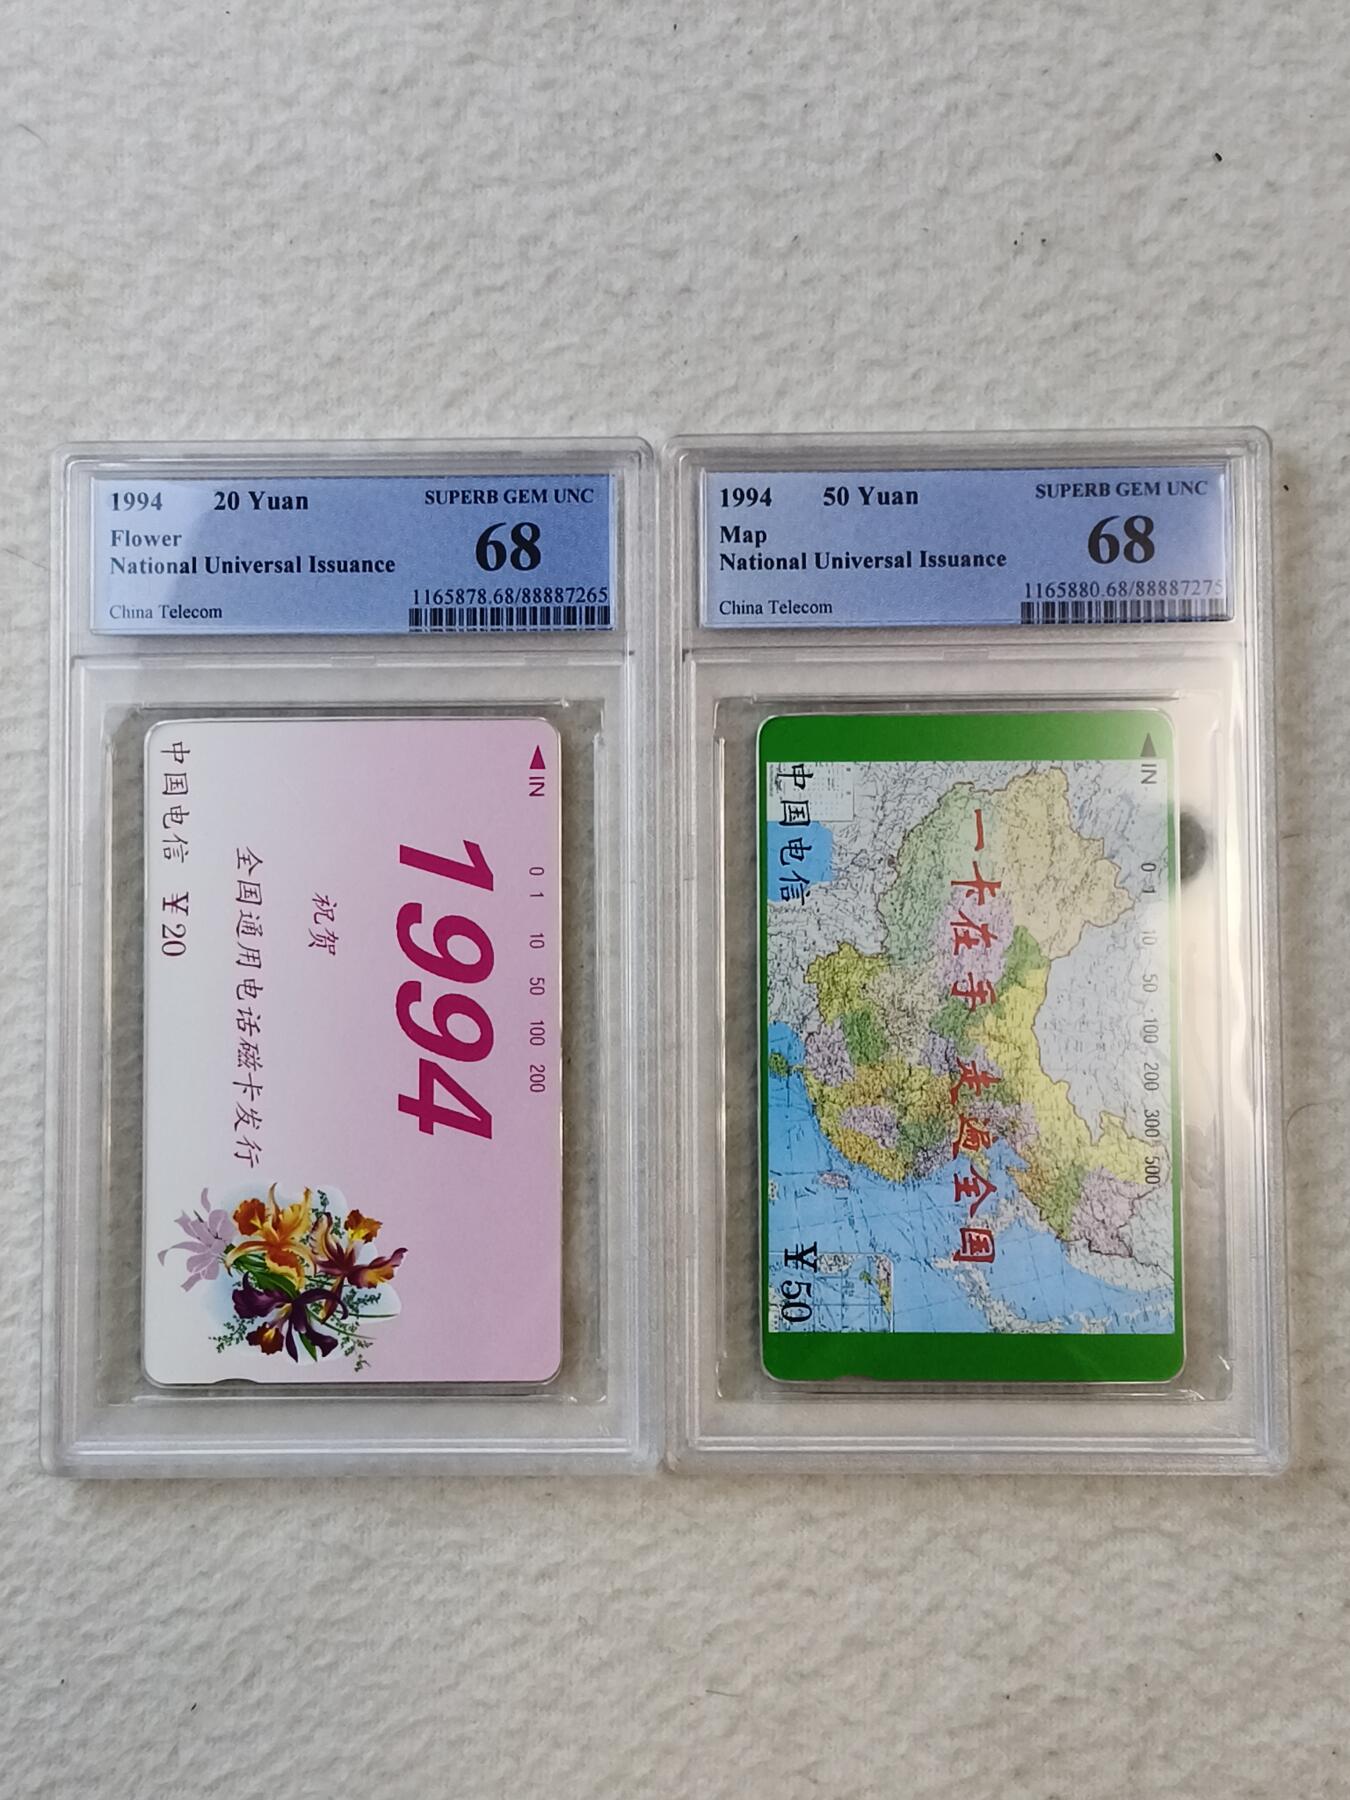 1994 20 Yuan SUPERB GEM UNC
Flower 68
National Universal Issuance
1165878.68/88887265
China Telecom
◀IN 0 1 10 50 100 200
1994
祝贺
全国通用电话磁卡发行
中国电信 ¥20
1994 50 Yuan SUPERB GEM UNC
Map 68
National Universal Issuance
1165880.68/88887275
China Telecom
◀IN 0 1 10 50 100 200 300 500
一卡在手 走遍全国
中国电信 ¥50